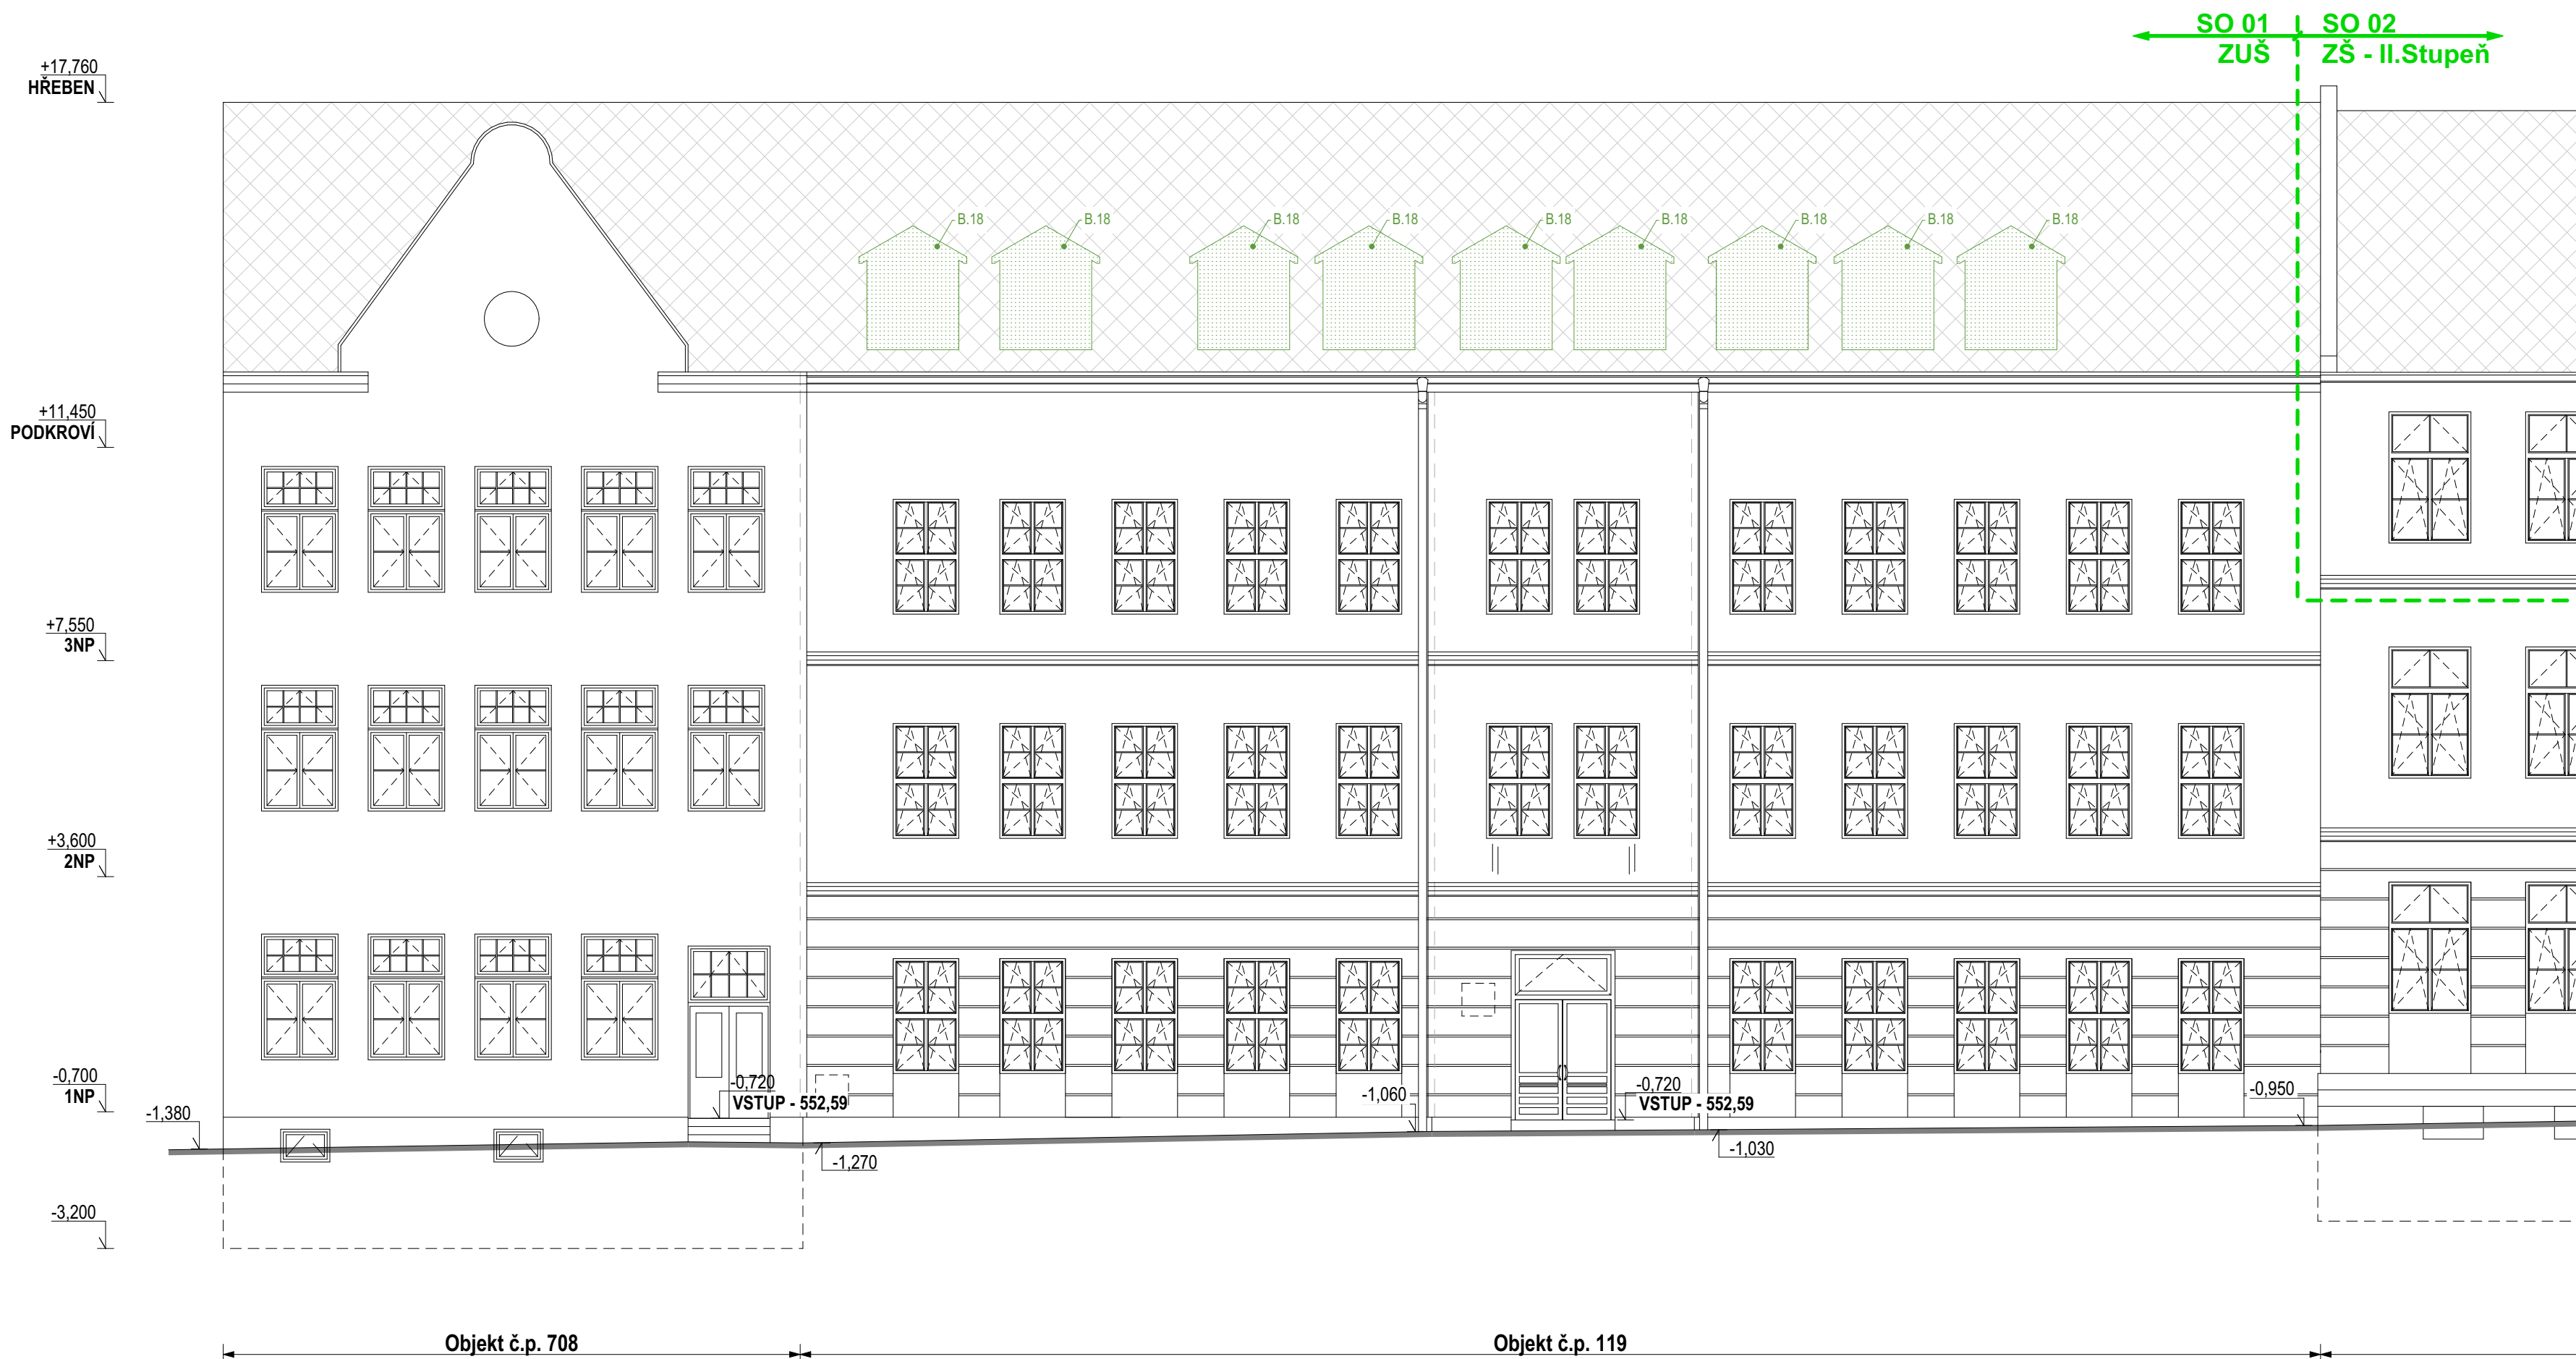 SO 01
SO 02
ZUŠ
ZŠ - II.Stupeň
+17,760
HŘEBEN
B.18
B.18
B.18
B.18
B.18
B.18
B.18
B.18
B.18
+11,450
PODKROVÍ
+7,550
3NP
+3,600
2NP
-0,700
1NP
-1,380
-0,720
VSTUP - 552,59
-1,060
-0,720
VSTUP - 552,59
-0,950
-1,270
-1,030
-3,200
Objekt č.p. 708
Objekt č.p. 119